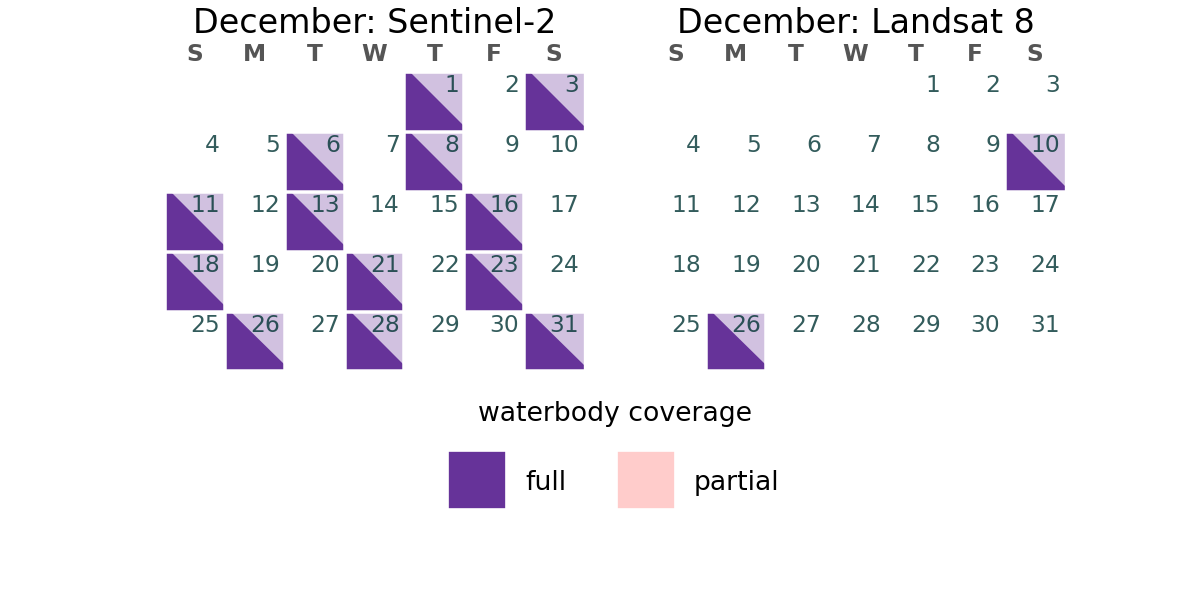 December: Sentinel-2
S M T W T F S
1 2 3
4 5 6 7 8 9 10
11 12 13 14 15 16 17
18 19 20 21 22 23 24
25 26 27 28 29 30 31
December: Landsat 8
S M T W T F S
1 2 3
4 5 6 7 8 9 10
11 12 13 14 15 16 17
18 19 20 21 22 23 24
25 26 27 28 29 30 31
waterbody coverage
full
partial